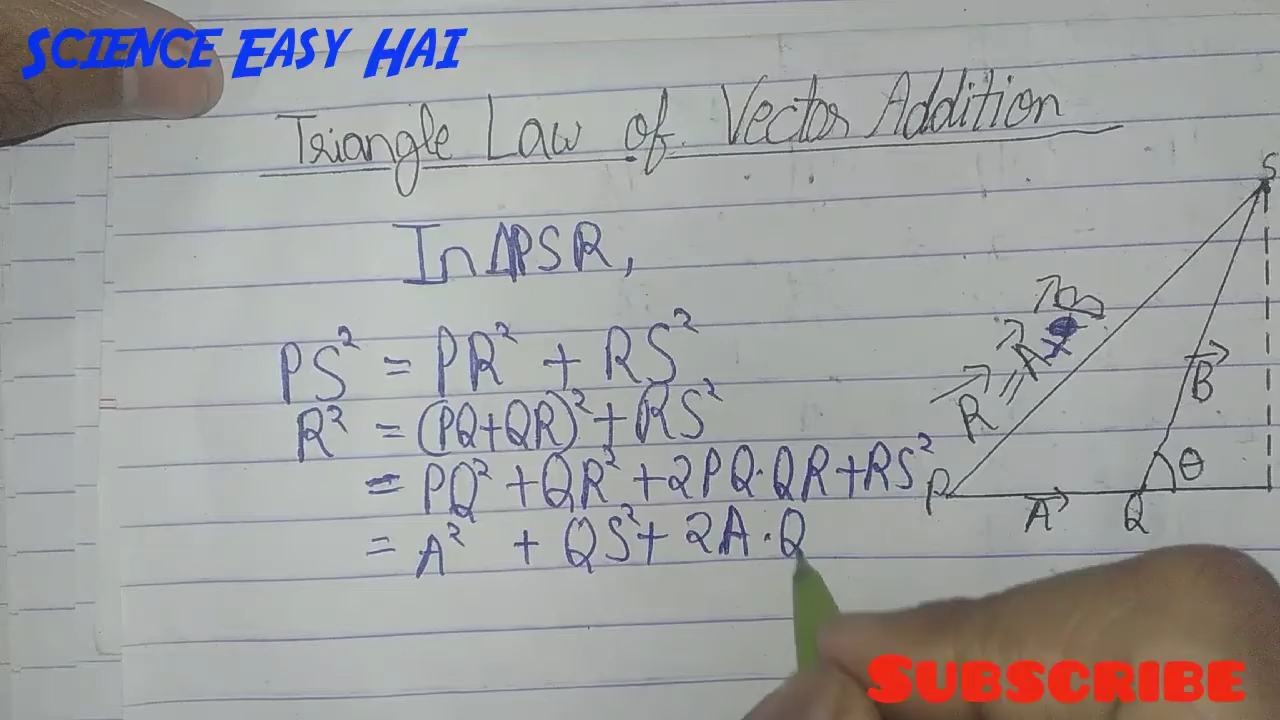 SCIENCE EASY HAI
Triangle Law of Vector Addition
In ΔPSR,
PS² = PR² + RS²
R² = (PQ+QR)² + RS²
= PQ² + QR² + 2PQ·QR + RS²
= A² + QS² + 2A·Q
S
R⃗ = A⃗ + B⃗
B⃗
θ
P
A⃗
Q
SUBSCRIBE